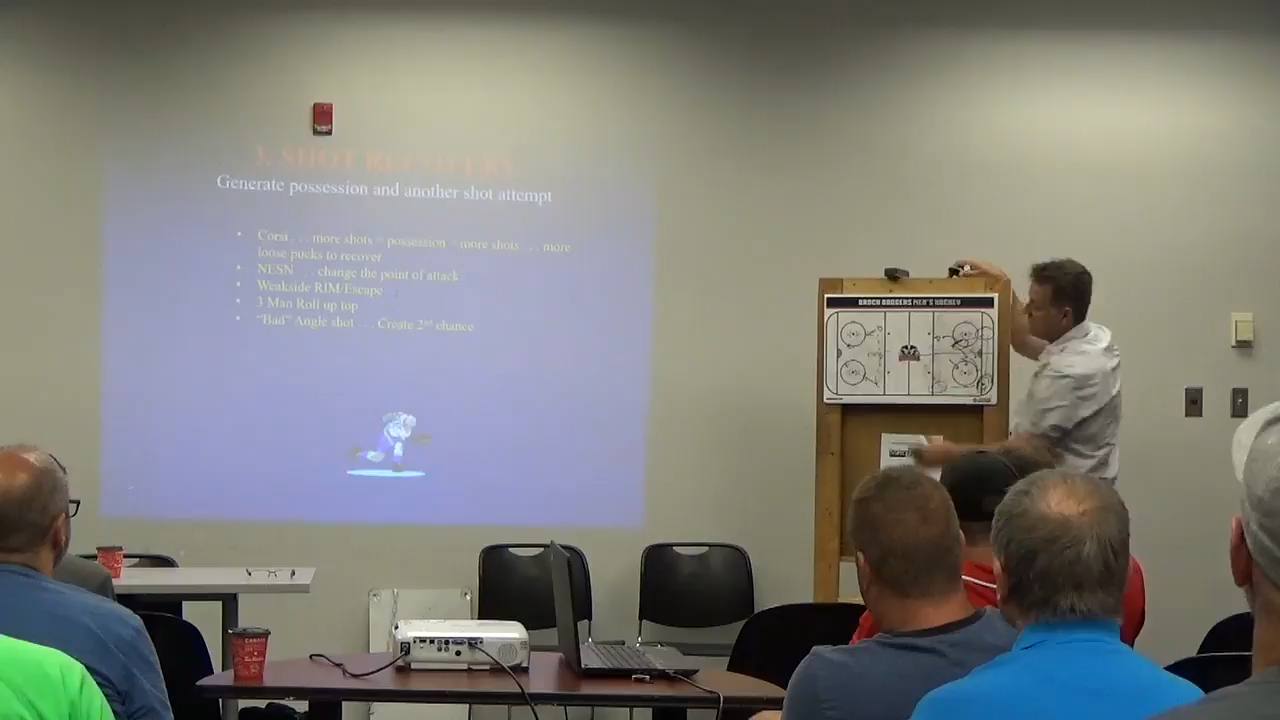 3. SHOT RECOVERY
Generate possession and another shot attempt
• Corsi . . . more shots = possession = more shots . . . more
loose pucks to recover
• NESN . . . change the point of attack
• Weakside RIM/Escape
• 3 Man Roll up top
• “Bad” Angle shot . . . Create 2nd chance
BROCK BADGERS MEN'S HOCKEY